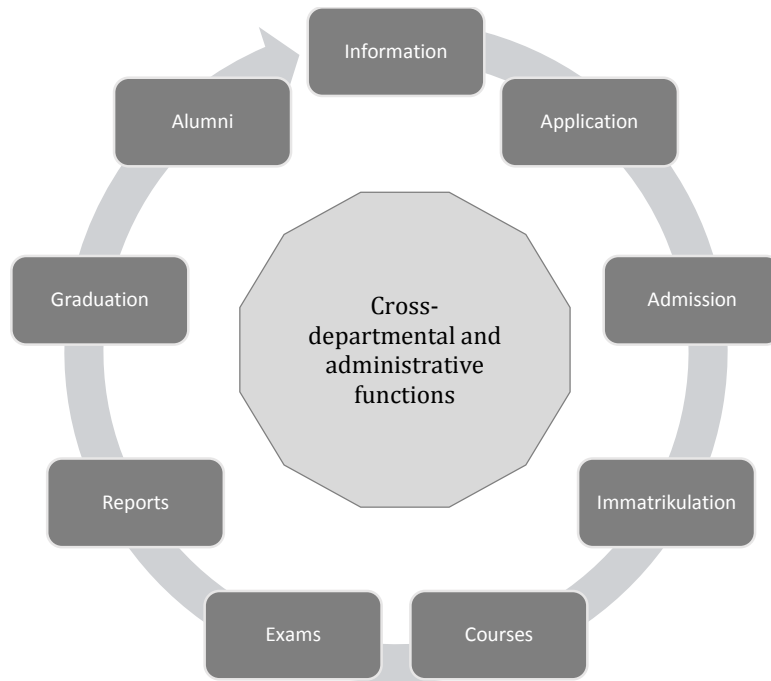 Information
Application
Admission
Immatrikulation
Courses
Exams
Reports
Graduation
Alumni
Cross-
departmental and
administrative
functions